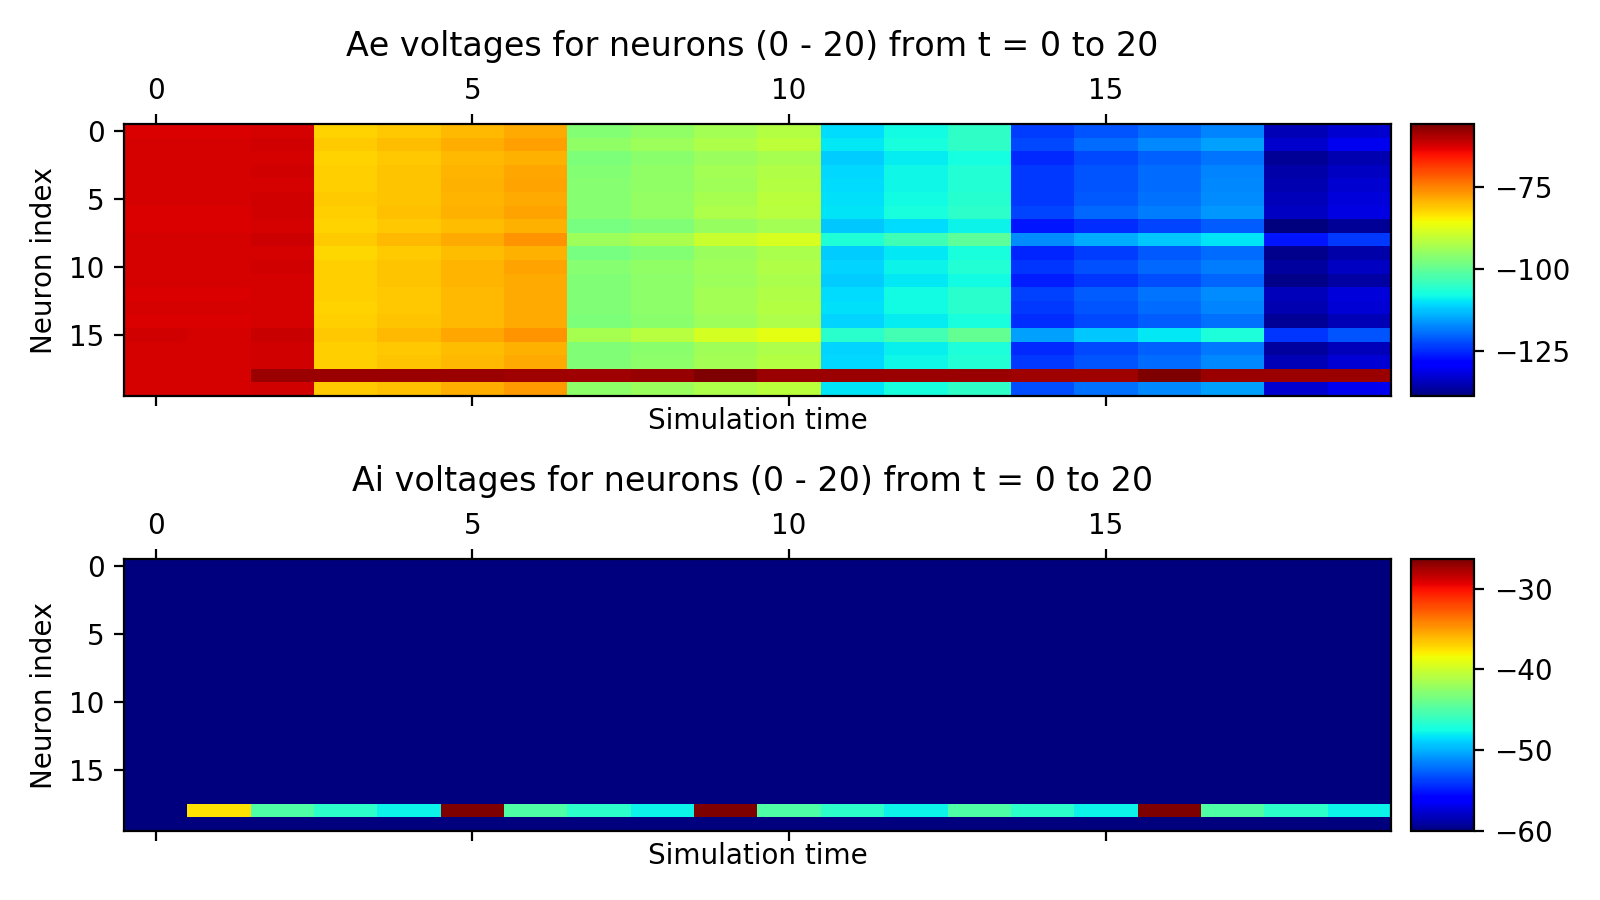 Ae voltages for neurons (0 - 20) from t = 0 to 20
0 5 10 15
Neuron index
0
5
10
15
−75
−100
−125
Simulation time
Ai voltages for neurons (0 - 20) from t = 0 to 20
0 5 10 15
Neuron index
0
5
10
15
−30
−40
−50
−60
Simulation time